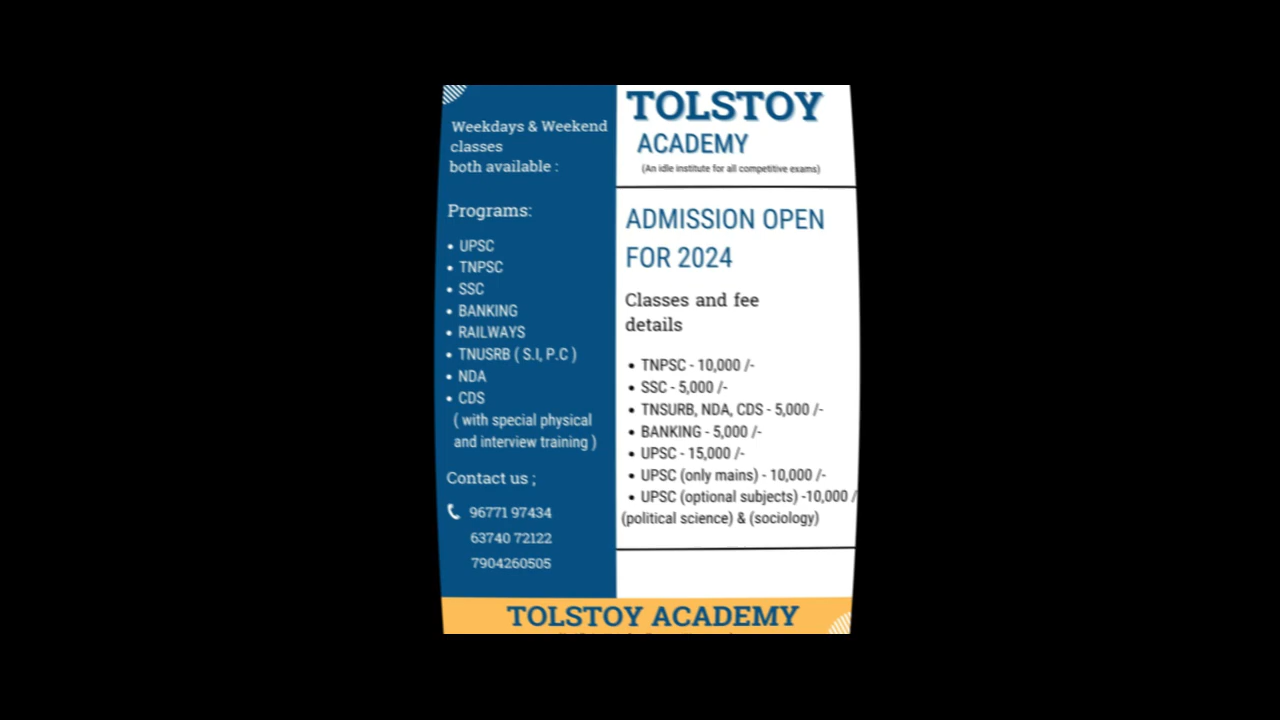 Weekdays & Weekend
classes
both available :
Programs:
• UPSC
• TNPSC
• SSC
• BANKING
• RAILWAYS
• TNUSRB ( S.I, P.C )
• NDA
• CDS
( with special physical
and interview training )
Contact us ;
96771 97434
63740 72122
7904260505
TOLSTOY
ACADEMY
(An idle institute for all competitive exams)
ADMISSION OPEN
FOR 2024
Classes and fee
details
• TNPSC - 10,000 /-
• SSC - 5,000 /-
• TNSURB, NDA, CDS - 5,000 /-
• BANKING - 5,000 /-
• UPSC - 15,000 /-
• UPSC (only mains) - 10,000 /-
• UPSC (optional subjects) -10,000 /
(political science) & (sociology)
TOLSTOY ACADEMY